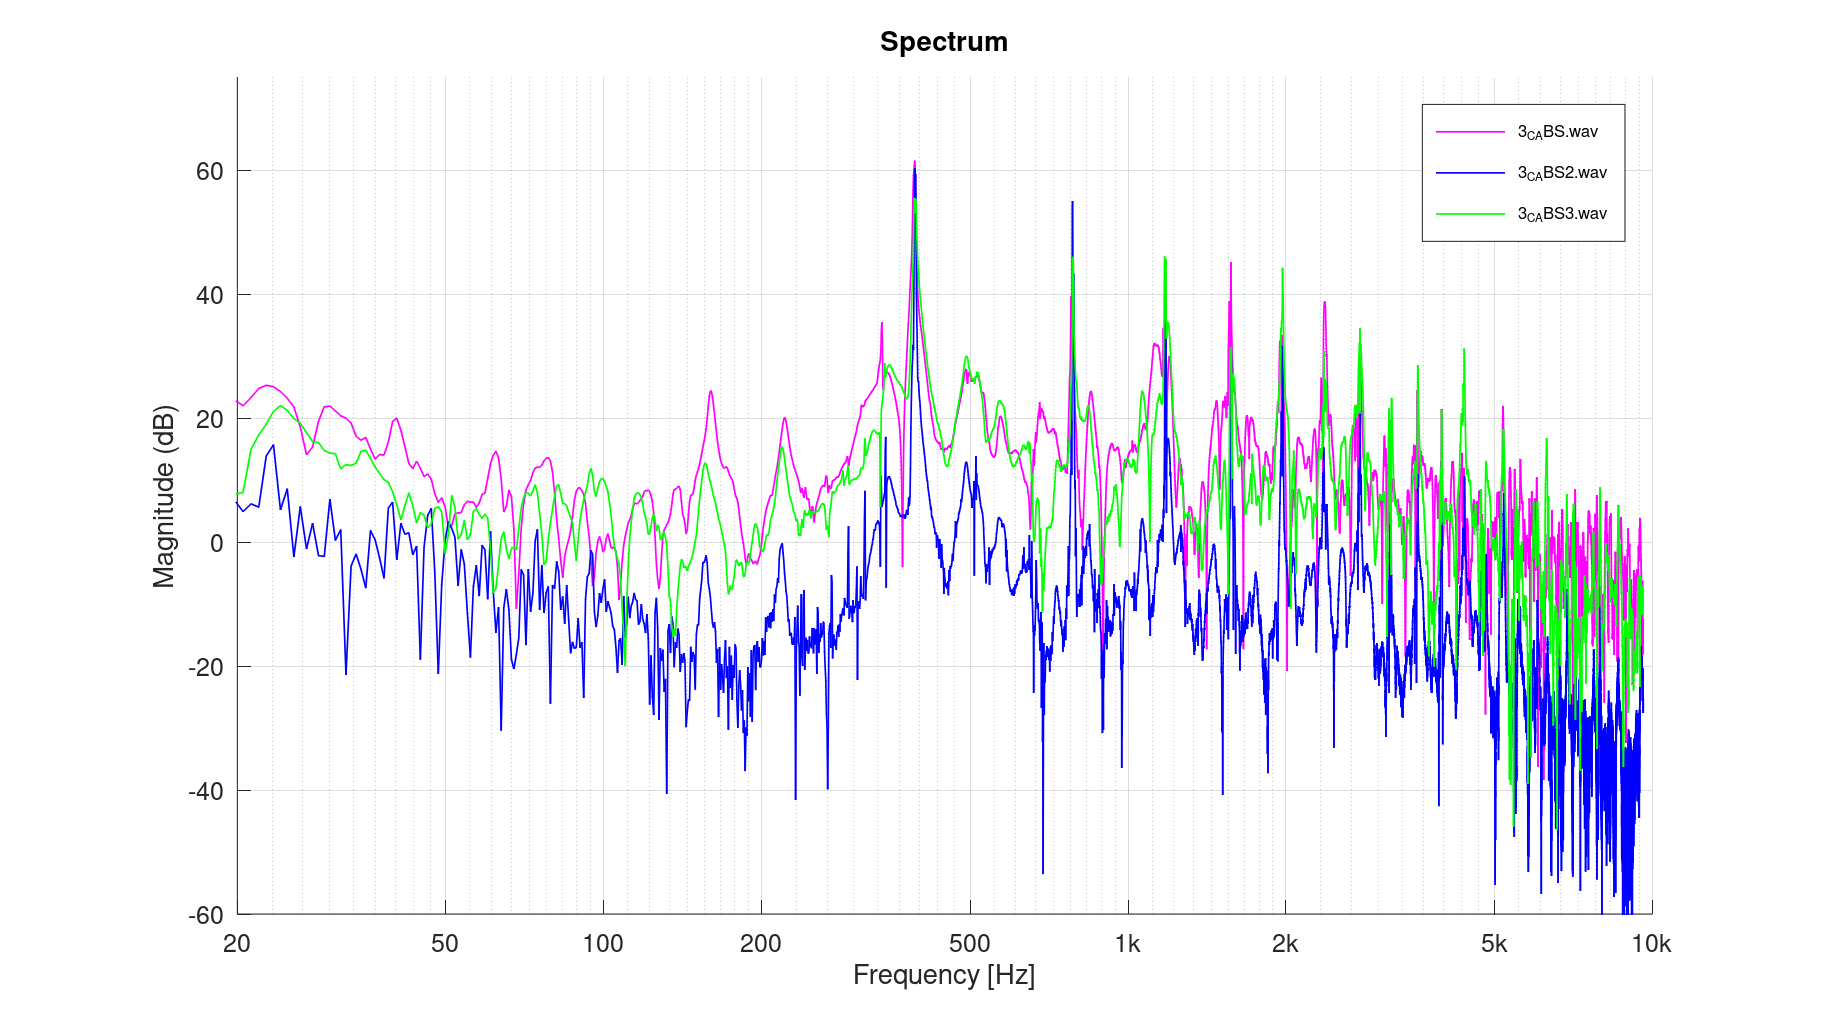 Spectrum
3CABS.wav
3CABS2.wav
3CABS3.wav
Magnitude (dB)
60
40
20
0
-20
-40
-60
20 50 100 200 500 1k 2k 5k 10k
Frequency [Hz]